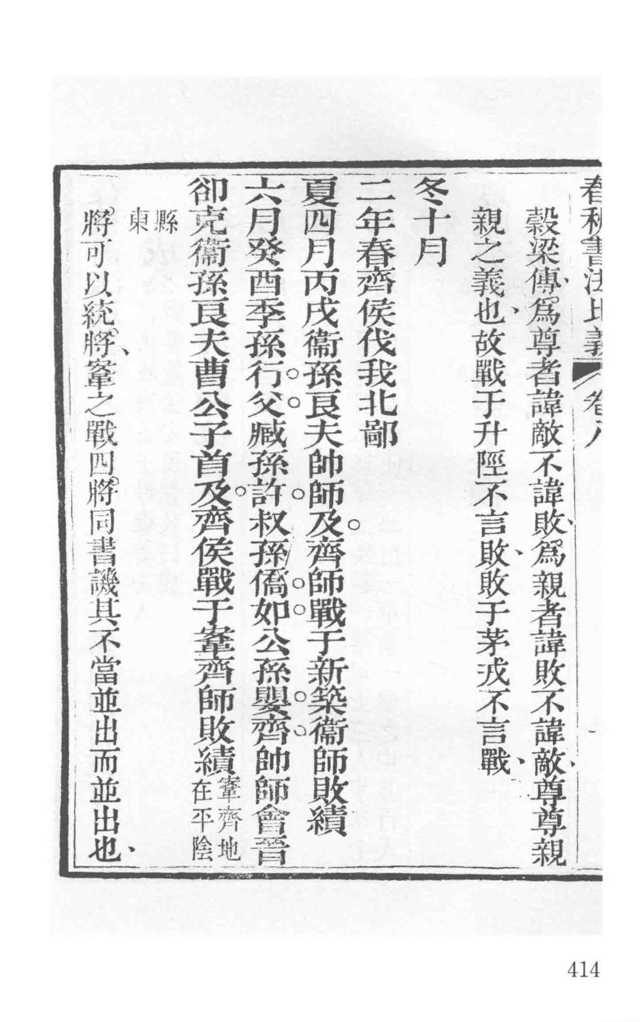 春秋書法比義 卷八
穀梁傳爲尊者諱敵不諱敗爲親者諱敗不諱敵尊尊親
親之義也故戰于升陘不言敗敗于茅戎不言戰
冬十月
二年春齊侯伐我北鄙
夏四月丙戌衞孫良夫帥師及齊師戰于新築衞師敗績
六月癸酉季孫行父臧孫許叔孫僑如公孫嬰齊帥師會晉
卻克衞孫良夫曹公子首及齊侯戰于鞌齊師敗績鞌齊地
在平陰
縣
東
將可以統將鞌之戰四將同書譏其不當並出而並出也
414